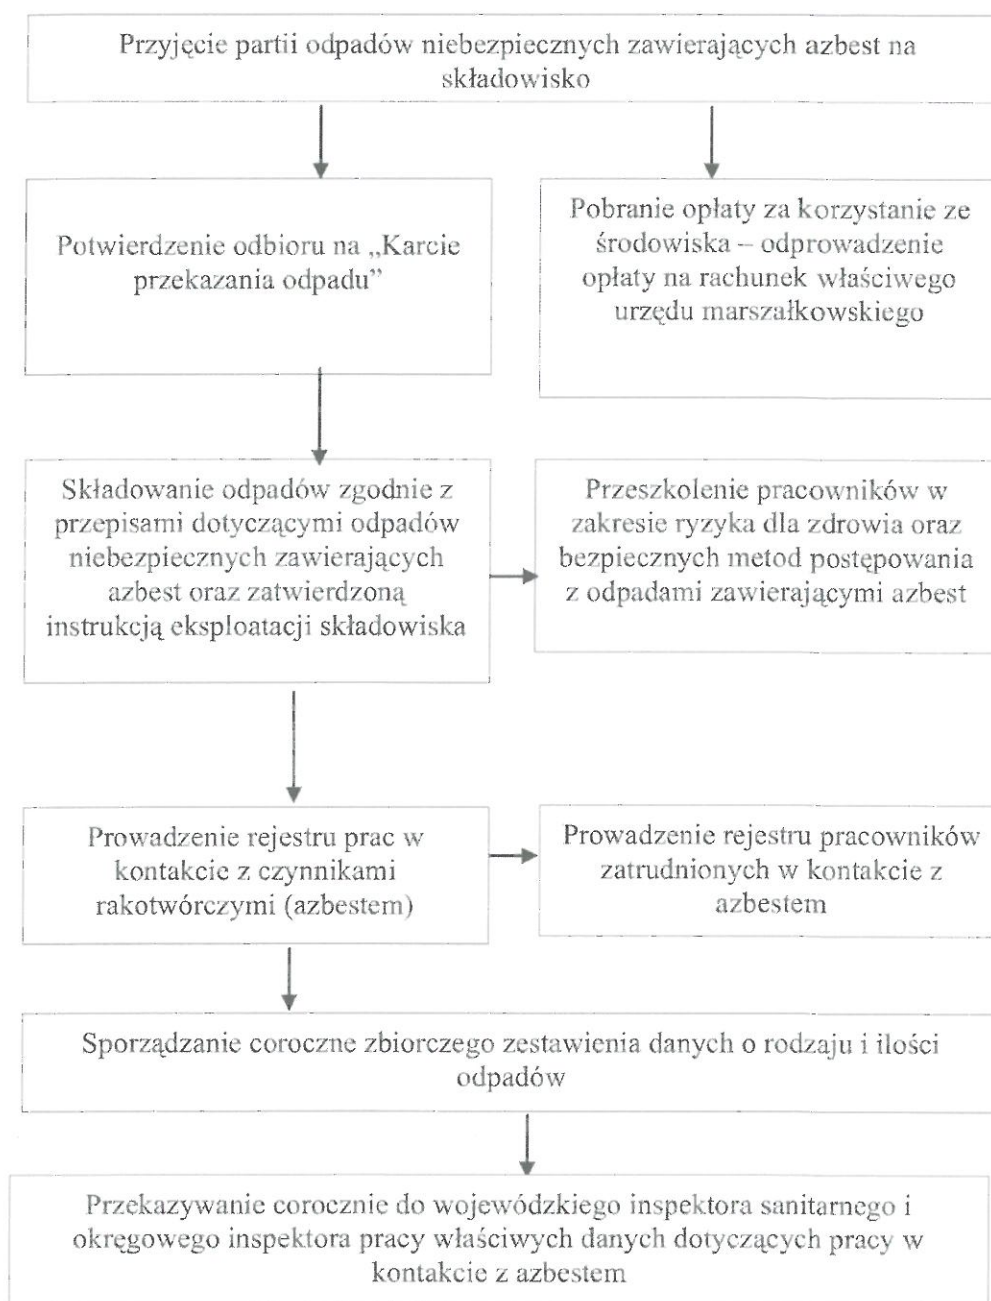 Przyjęcie partii odpadów niebezpiecznych zawierających azbest na
składowisko
Potwierdzenie odbioru na „Karcie
przekazania odpadu”
Pobranie opłaty za korzystanie ze
środowiska – odprowadzenie
opłaty na rachunek właściwego
urzędu marszałkowskiego
Składowanie odpadów zgodnie z
przepisami dotyczącymi odpadów
niebezpiecznych zawierających
azbest oraz zatwierdzoną
instrukcją eksploatacji składowiska
Przeszkolenie pracowników w
zakresie ryzyka dla zdrowia oraz
bezpiecznych metod postępowania
z odpadami zawierającymi azbest
Prowadzenie rejestru prac w
kontakcie z czynnikami
rakotwórczymi (azbestem)
Prowadzenie rejestru pracowników
zatrudnionych w kontakcie z
azbestem
Sporządzanie coroczne zbiorczego zestawienia danych o rodzaju i ilości
odpadów
Przekazywanie corocznie do wojewódzkiego inspektora sanitarnego i
okręgowego inspektora pracy właściwych danych dotyczących pracy w
kontakcie z azbestem